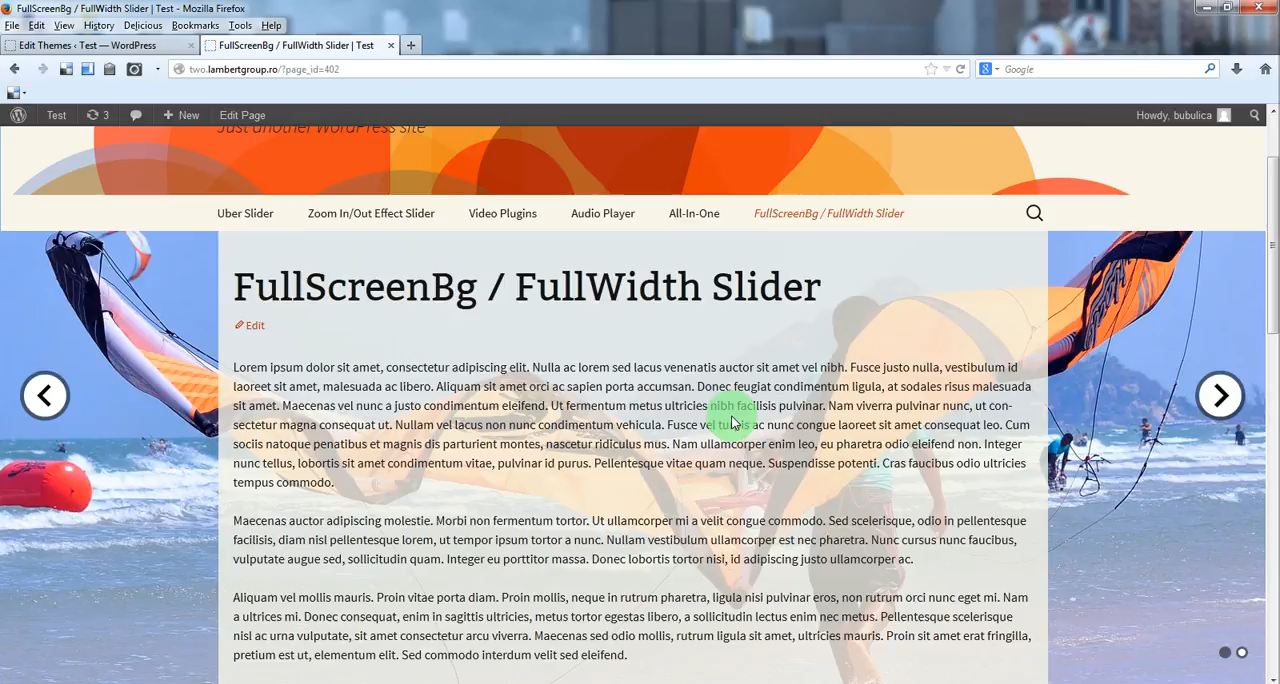 FullScreenBg / FullWidth Slider | Test - Mozilla Firefox
File Edit View History Delicious Bookmarks Tools Help
Edit Themes ‹ Test — WordPress
FullScreenBg / FullWidth Slider | Test
two.lambertgroup.ro/?page_id=402
Google
Test 3 New Edit Page Howdy, bubulica
Just another WordPress site
Uber Slider Zoom In/Out Effect Slider Video Plugins Audio Player All-In-One FullScreenBg / FullWidth Slider
FullScreenBg / FullWidth Slider
Edit
Lorem ipsum dolor sit amet, consectetur adipiscing elit. Nulla ac lorem sed lacus venenatis auctor sit amet vel nibh. Fusce justo nulla, vestibulum id
laoreet sit amet, malesuada ac libero. Aliquam sit amet orci ac sapien porta accumsan. Donec feugiat condimentum ligula, at sodales risus malesuada
sit amet. Maecenas vel nunc a justo condimentum eleifend. Ut fermentum metus ultricies nibh facilisis pulvinar. Nam viverra pulvinar nunc, ut con-
sectetur magna consequat ut. Nullam vel lacus non nunc condimentum vehicula. Fusce vel turpis ac nunc congue laoreet sit amet consequat leo. Cum
sociis natoque penatibus et magnis dis parturient montes, nascetur ridiculus mus. Nam ullamcorper enim leo, eu pharetra odio eleifend non. Integer
nunc tellus, lobortis sit amet condimentum vitae, pulvinar id purus. Pellentesque vitae quam neque. Suspendisse potenti. Cras faucibus odio ultricies
tempus commodo.
Maecenas auctor adipiscing molestie. Morbi non fermentum tortor. Ut ullamcorper mi a velit congue commodo. Sed scelerisque, odio in pellentesque
facilisis, diam nisl pellentesque lorem, ut tempor ipsum tortor a nunc. Nullam vestibulum ullamcorper est nec pharetra. Nunc cursus nunc faucibus,
vulputate augue sed, sollicitudin quam. Integer eu porttitor massa. Donec lobortis tortor nisi, id adipiscing justo ullamcorper ac.
Aliquam vel mollis mauris. Proin vitae porta diam. Proin mollis, neque in rutrum pharetra, ligula nisi pulvinar eros, non rutrum orci nunc eget mi. Nam
a ultrices mi. Donec consequat, enim in sagittis ultricies, metus tortor egestas libero, a sollicitudin lectus enim nec metus. Pellentesque scelerisque
nisl ac urna vulputate, sit amet consectetur arcu viverra. Maecenas sed odio mollis, rutrum ligula sit amet, ultricies mauris. Proin sit amet erat fringilla,
pretium est ut, elementum elit. Sed commodo interdum velit sed eleifend.